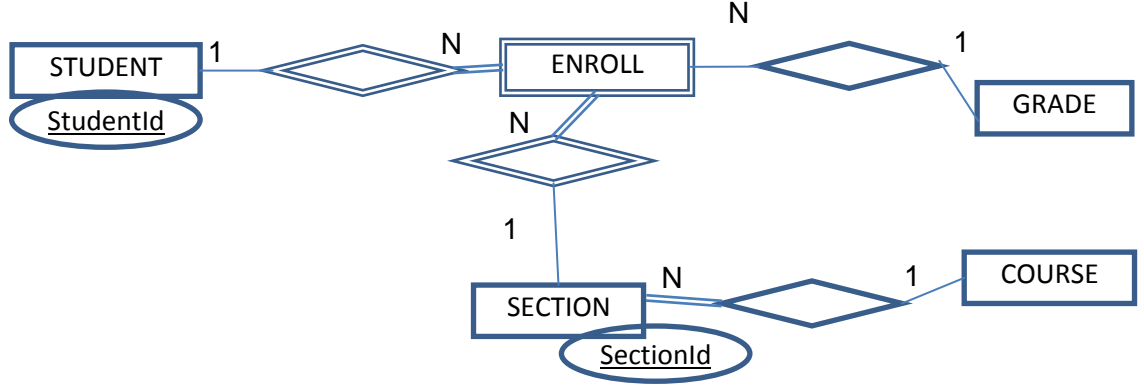 N
1
N
1
STUDENT
ENROLL
StudentId
GRADE
N
1
N
1
COURSE
SECTION
SectionId